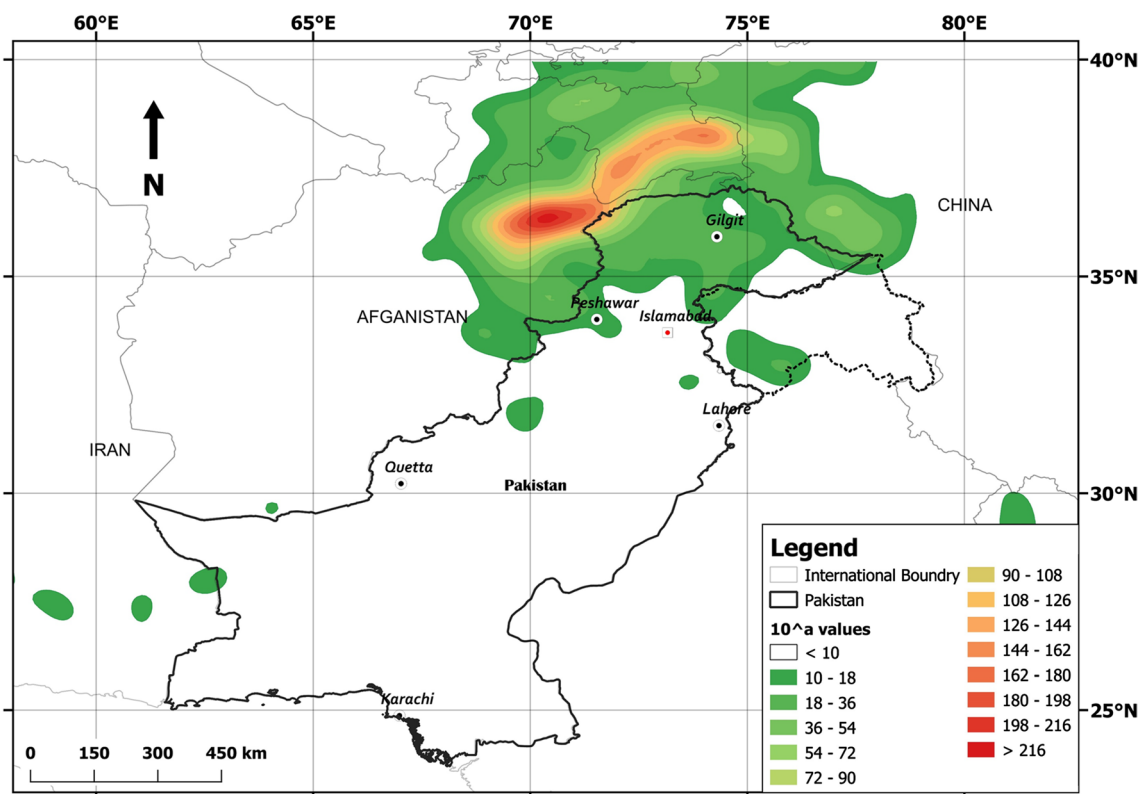 60°E 65°E 70°E 75°E 80°E
40°N
N
CHINA
Gilgit
35°N
Peshawar
AFGANISTAN
Islamabad
Lahore
IRAN
Quetta
Pakistan
30°N
Karachi
25°N
0 150 300 450 km
Legend
International Boundry
Pakistan
10^a values
< 10
10 - 18
18 - 36
36 - 54
54 - 72
72 - 90
90 - 108
108 - 126
126 - 144
144 - 162
162 - 180
180 - 198
198 - 216
> 216